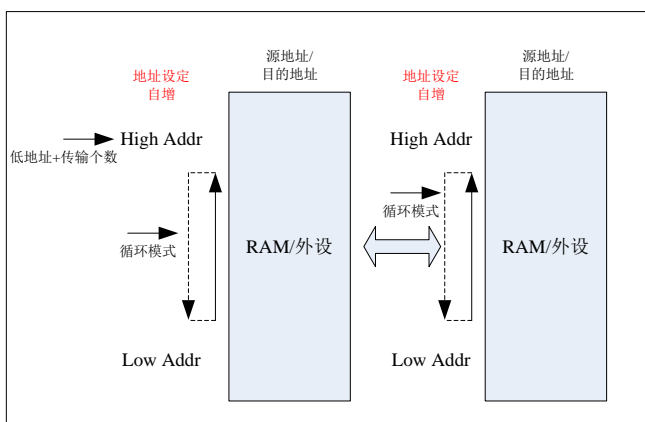 源地址/
目的地址
源地址/
目的地址
地址设定
自增
地址设定
自增
High Addr
High Addr
低地址+传输个数
循环模式
循环模式
RAM/外设
RAM/外设
Low Addr
Low Addr